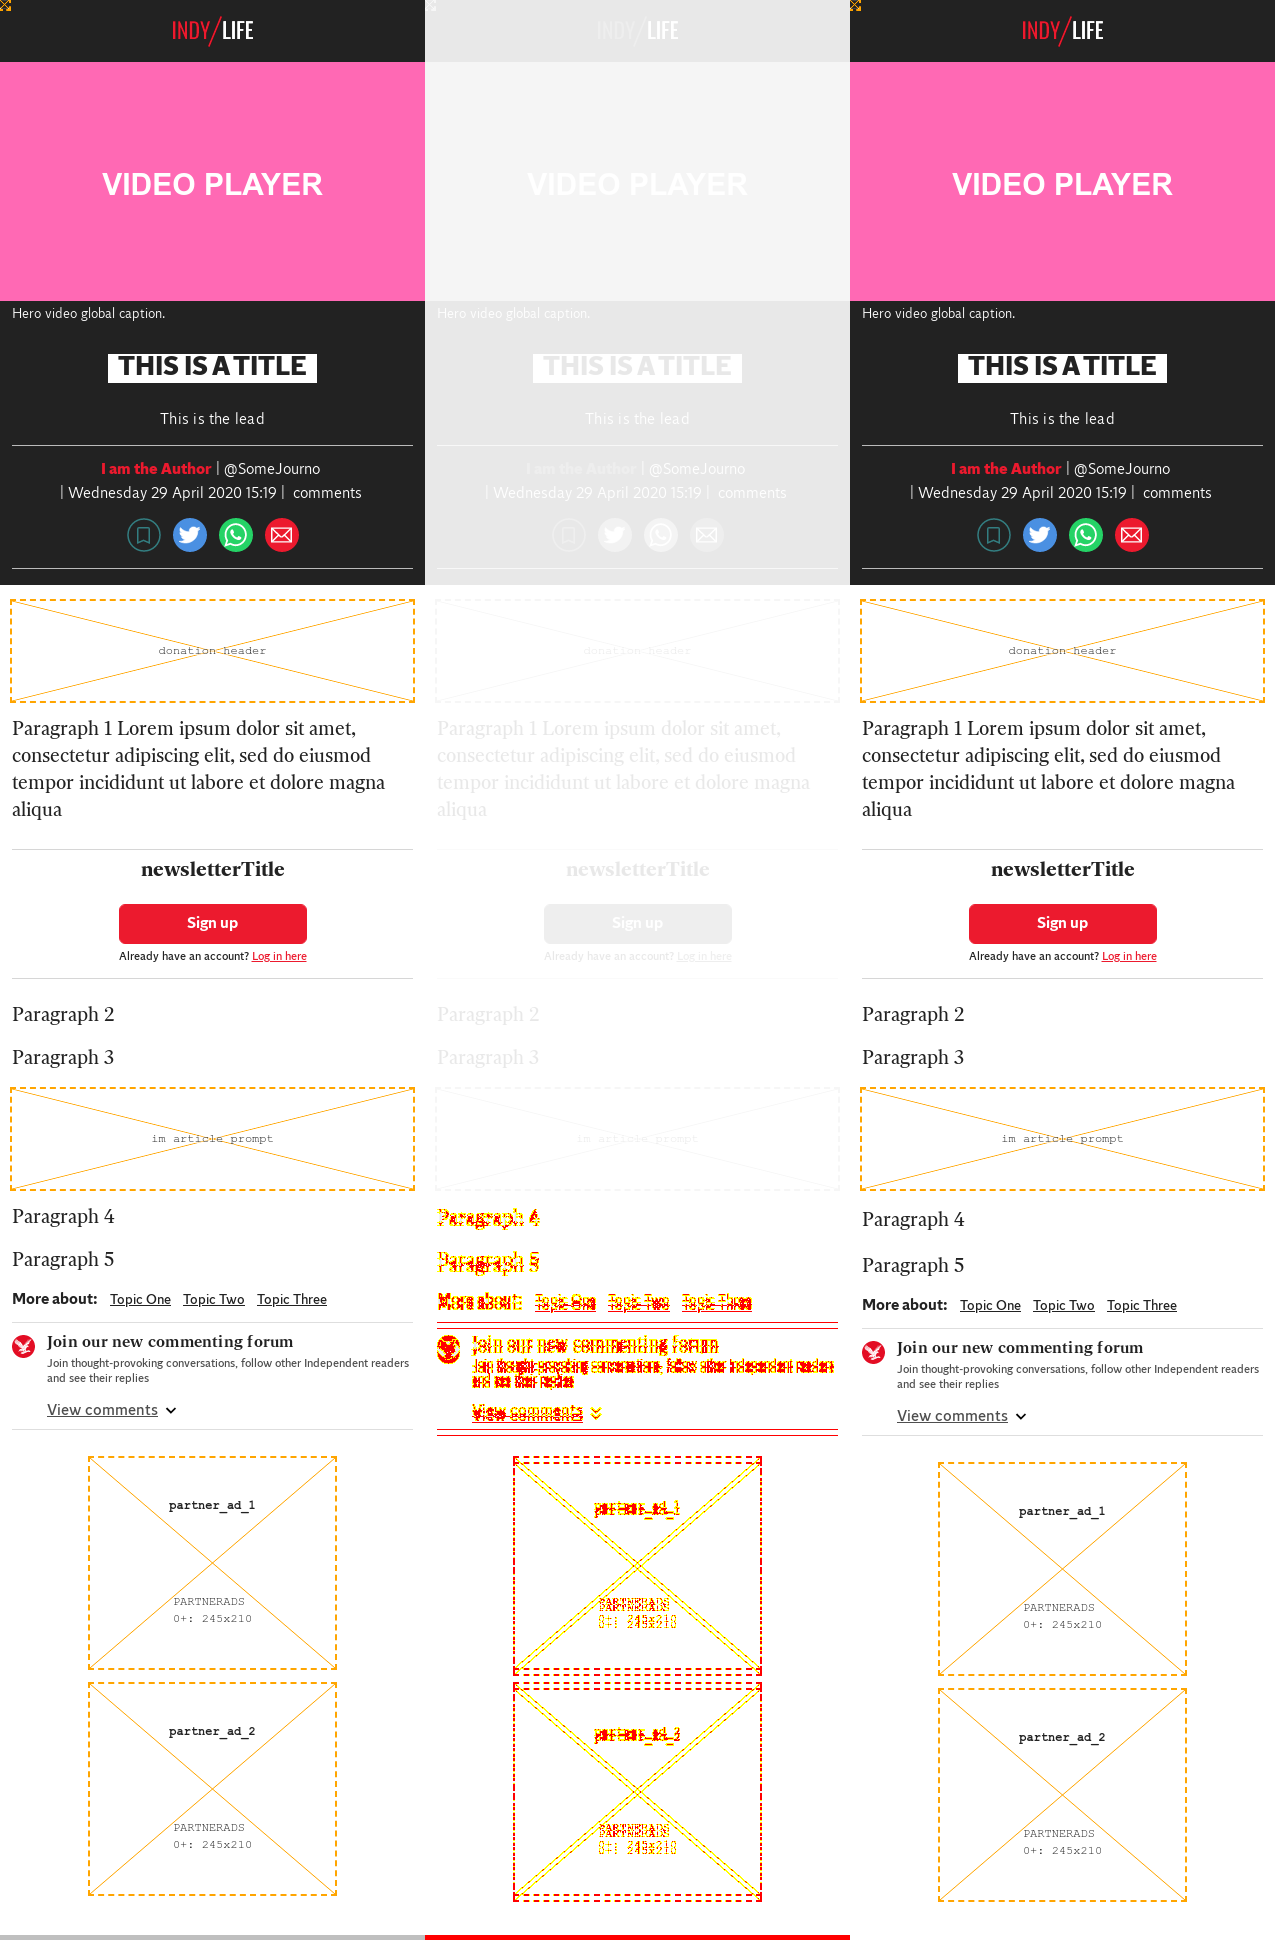 INDY/LIFE
VIDEO PLAYER
Hero video global caption.
THIS IS A TITLE
This is the lead
I am the Author | @SomeJourno
| Wednesday 29 April 2020 15:19 | comments
donation header
Paragraph 1 Lorem ipsum dolor sit amet,
consectetur adipiscing elit, sed do eiusmod
tempor incididunt ut labore et dolore magna
aliqua
newsletterTitle
Sign up
Already have an account? Log in here
Paragraph 2
Paragraph 3
im article prompt
Paragraph 4
Paragraph 5
More about: Topic One Topic Two Topic Three
Join our new commenting forum
Join thought-provoking conversations, follow other Independent readers
and see their replies
View comments
partner_ad_1
PARTNERADS
0+: 245x210
partner_ad_2
PARTNERADS
0+: 245x210
INDY/LIFE
VIDEO PLAYER
Hero video global caption.
THIS IS A TITLE
This is the lead
I am the Author | @SomeJourno
| Wednesday 29 April 2020 15:19 | comments
donation header
Paragraph 1 Lorem ipsum dolor sit amet,
consectetur adipiscing elit, sed do eiusmod
tempor incididunt ut labore et dolore magna
aliqua
newsletterTitle
Sign up
Already have an account? Log in here
Paragraph 2
Paragraph 3
im article prompt
Paragraph 4
Paragraph 5
More about: Topic One Topic Two Topic Three
Join our new commenting forum
View comments
partner_ad_1
PARTNERADS
0+: 245x210
partner_ad_2
PARTNERADS
0+: 245x210
INDY/LIFE
VIDEO PLAYER
Hero video global caption.
THIS IS A TITLE
This is the lead
I am the Author | @SomeJourno
| Wednesday 29 April 2020 15:19 | comments
donation header
Paragraph 1 Lorem ipsum dolor sit amet,
consectetur adipiscing elit, sed do eiusmod
tempor incididunt ut labore et dolore magna
aliqua
newsletterTitle
Sign up
Already have an account? Log in here
Paragraph 2
Paragraph 3
im article prompt
Paragraph 4
Paragraph 5
More about: Topic One Topic Two Topic Three
Join our new commenting forum
Join thought-provoking conversations, follow other Independent readers
and see their replies
View comments
partner_ad_1
PARTNERADS
0+: 245x210
partner_ad_2
PARTNERADS
0+: 245x210